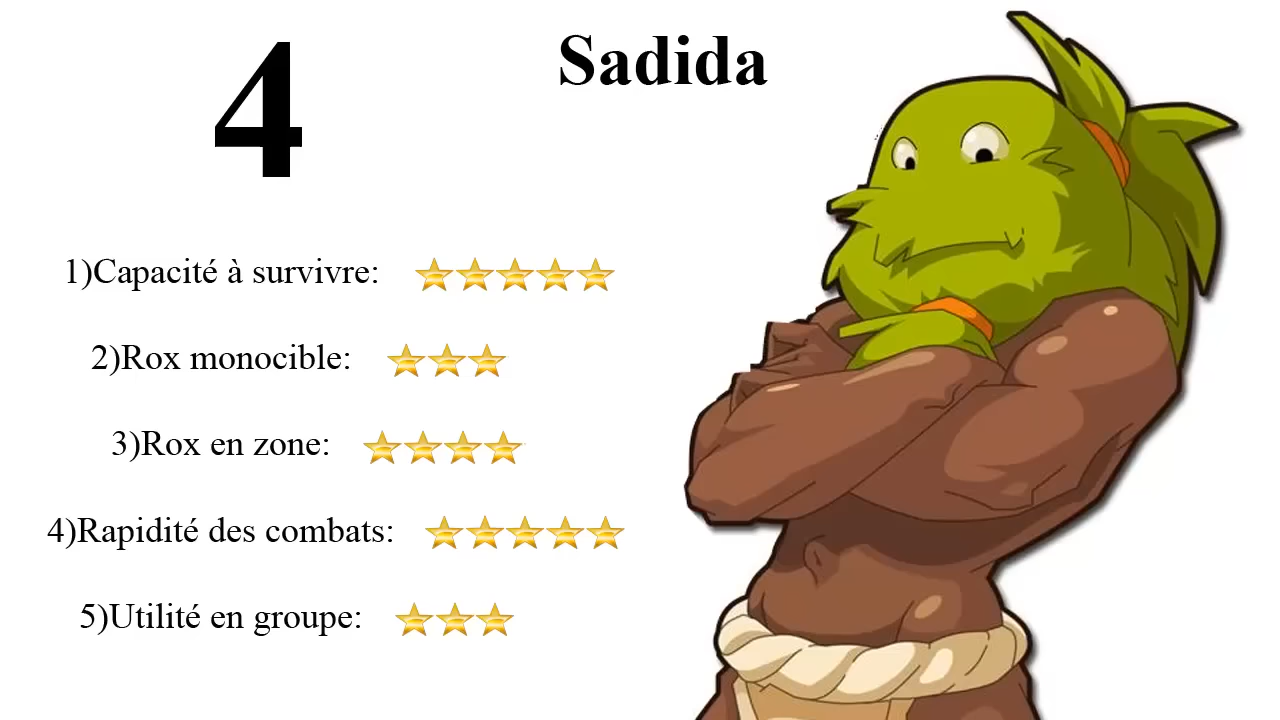 4
Sadida
1)Capacité à survivre:
2)Rox monocible:
3)Rox en zone:
4)Rapidité des combats:
5)Utilité en groupe: